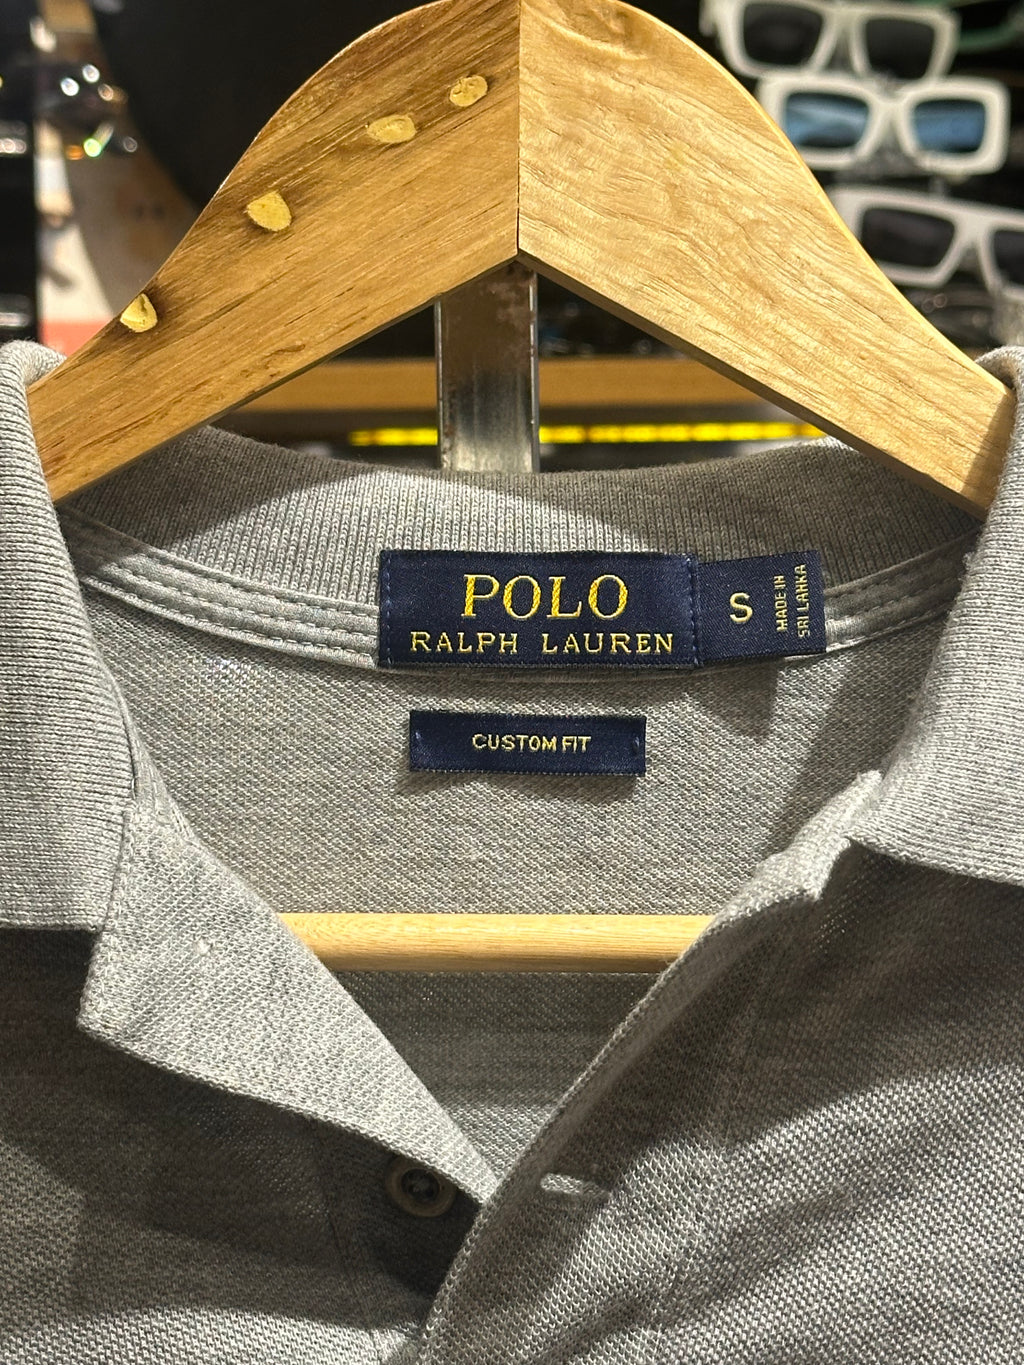 POLO
RALPH LAUREN
S
MADE IN
SRI LANKA
CUSTOM FIT